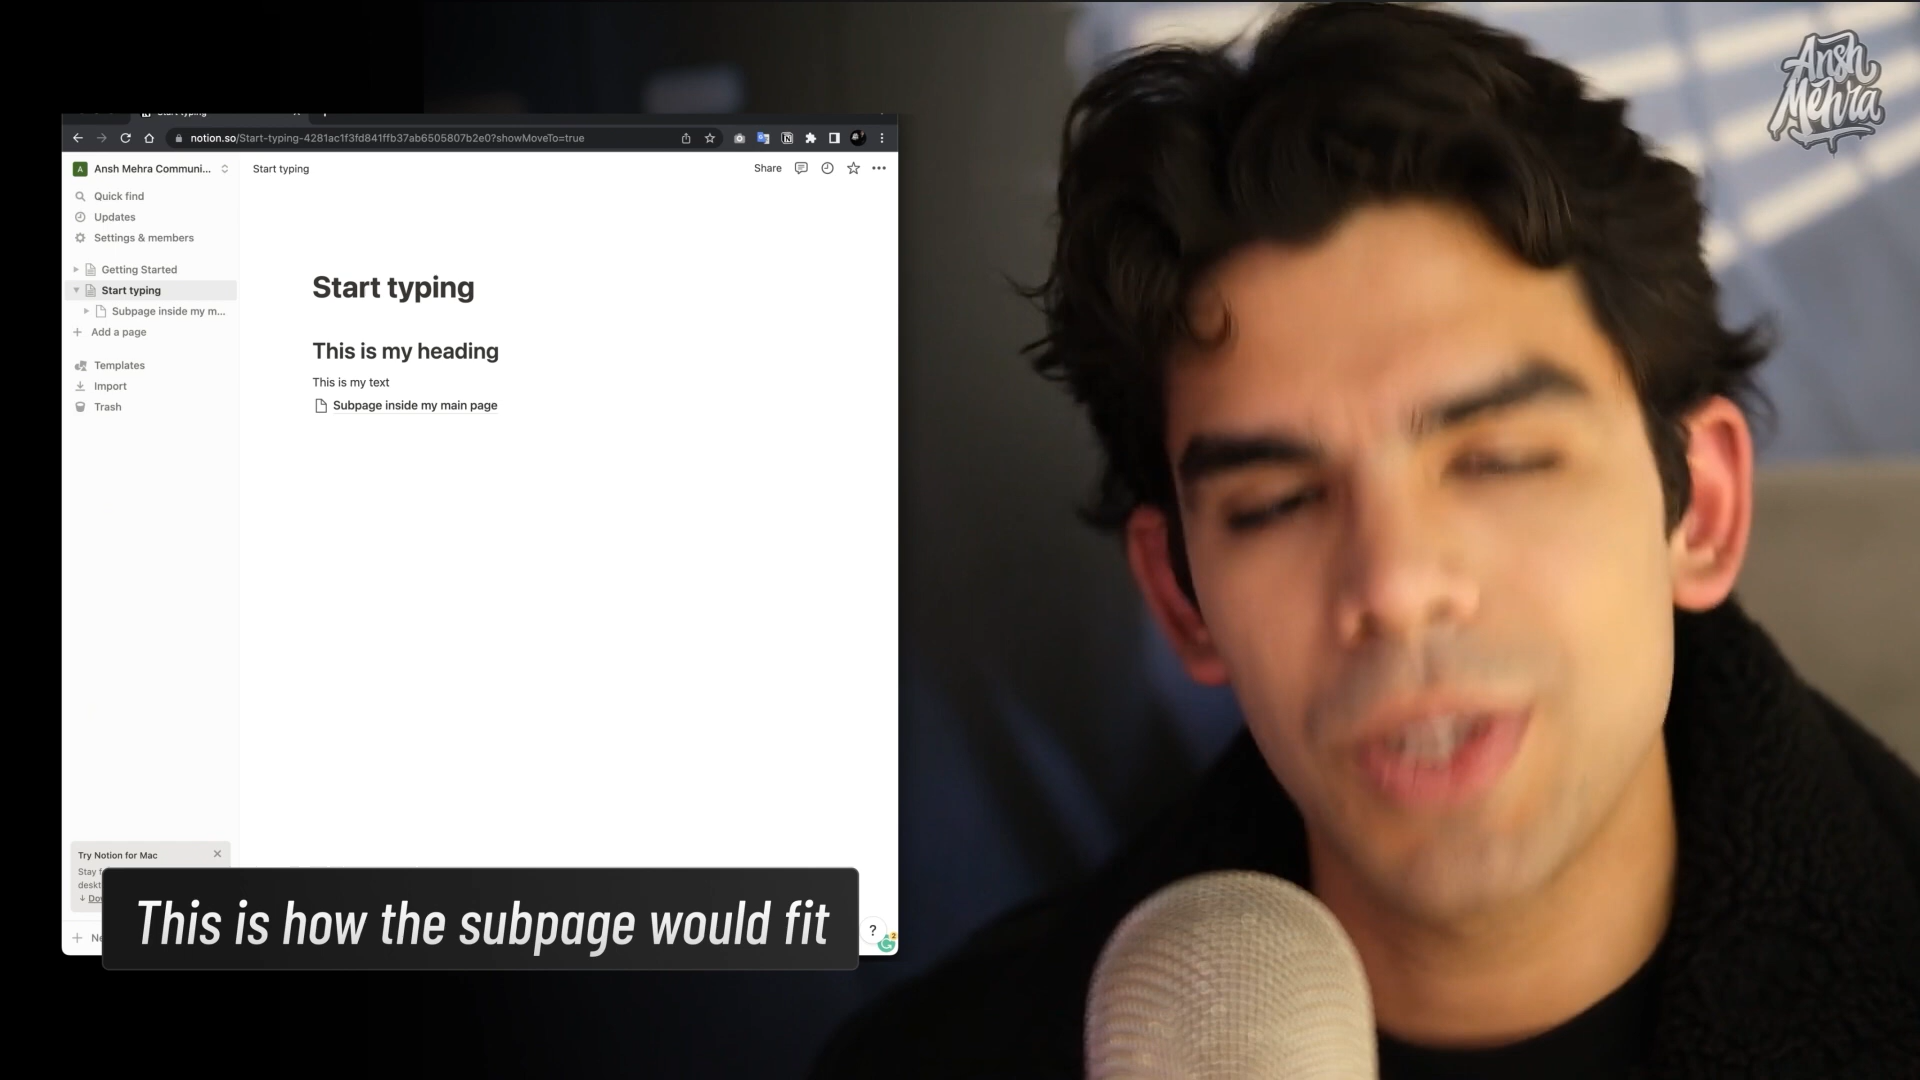 Ansh
Mehra
notion.so/Start-typing-4281ac1f3fd841ffb37ab6505807b2e0?showMoveTo=true
A Ansh Mehra Communi...
Start typing
Share
Quick find
Updates
Settings & members
Getting Started
Start typing
Subpage inside my m...
Add a page
Templates
Import
Trash
Start typing
This is my heading
This is my text
Subpage inside my main page
Try Notion for Mac
Stay
This is how the subpage would fit
?
2